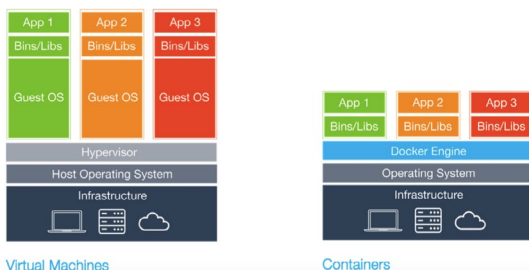 App 1
App 2
App 3
Bins/Libs
Bins/Libs
Bins/Libs
Guest OS
Guest OS
Guest OS
Hypervisor
Host Operating System
Infrastructure
Virtual Machines
App 1
App 2
App 3
Bins/Libs
Bins/Libs
Bins/Libs
Docker Engine
Operating System
Infrastructure
Containers